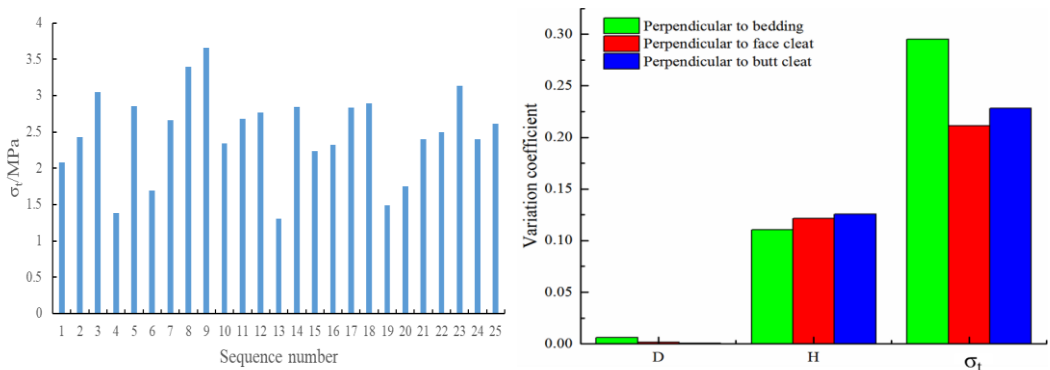 4
3.5
3
2.5
2
1.5
1
0.5
0
σt/MPa
1 2 3 4 5 6 7 8 9 10 11 12 13 14 15 16 17 18 19 20 21 22 23 24 25
Sequence number
Perpendicular to bedding
Perpendicular to face cleat
Perpendicular to butt cleat
0.30
0.25
0.20
0.15
0.10
0.05
0.00
Variation coefficient
D H σt